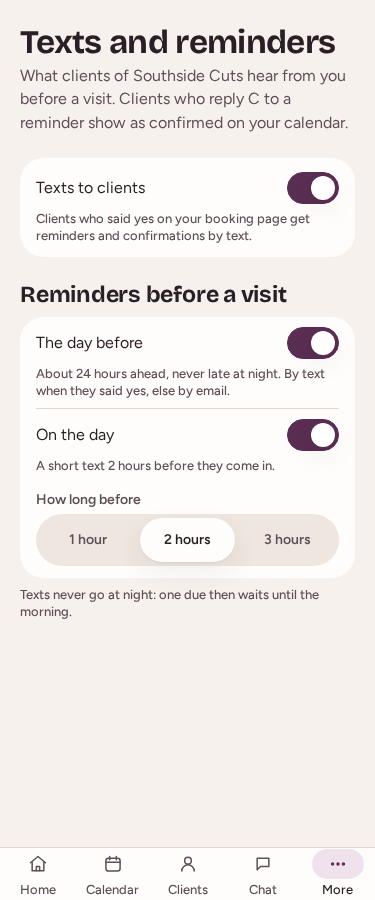 Texts and reminders
What clients of Southside Cuts hear from you
before a visit. Clients who reply C to a
reminder show as confirmed on your calendar.
Texts to clients
Clients who said yes on your booking page get
reminders and confirmations by text.
Reminders before a visit
The day before
About 24 hours ahead, never late at night. By text
when they said yes, else by email.
On the day
A short text 2 hours before they come in.
How long before
1 hour
2 hours
3 hours
Texts never go at night: one due then waits until the
morning.
Home
Calendar
Clients
Chat
More